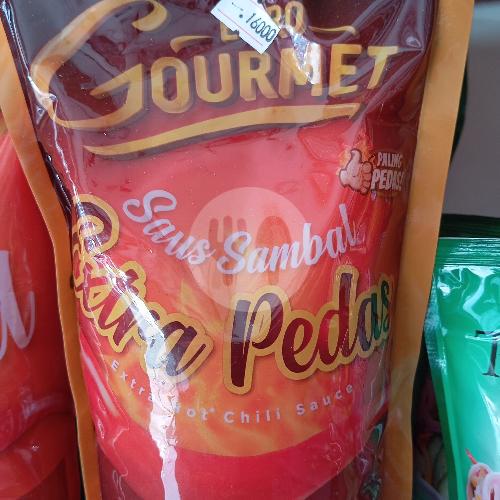 16000
GOURMET
PALING
PEDAS!
Saus Sambal
Extra Pedas
Extra Hot Chili Sauce